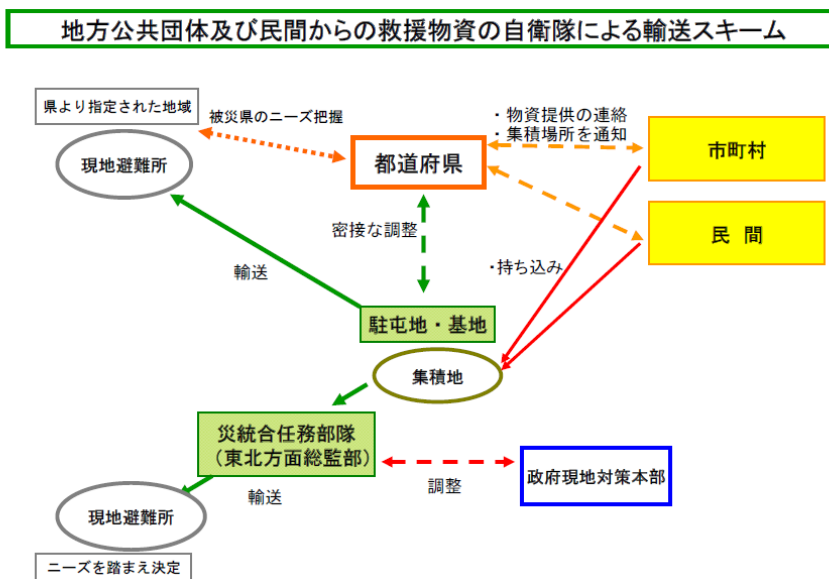 地方公共団体及び民間からの救援物資の自衛隊による輸送スキーム
県より指定された地域
被災県のニーズ把握
・物資提供の連絡
・集積場所を通知
現地避難所
都道府県
市町村
密接な調整
民 間
・持ち込み
輸送
駐屯地・基地
集積地
災統合任務部隊
(東北方面総監部)
調整
政府現地対策本部
輸送
現地避難所
ニーズを踏まえ決定